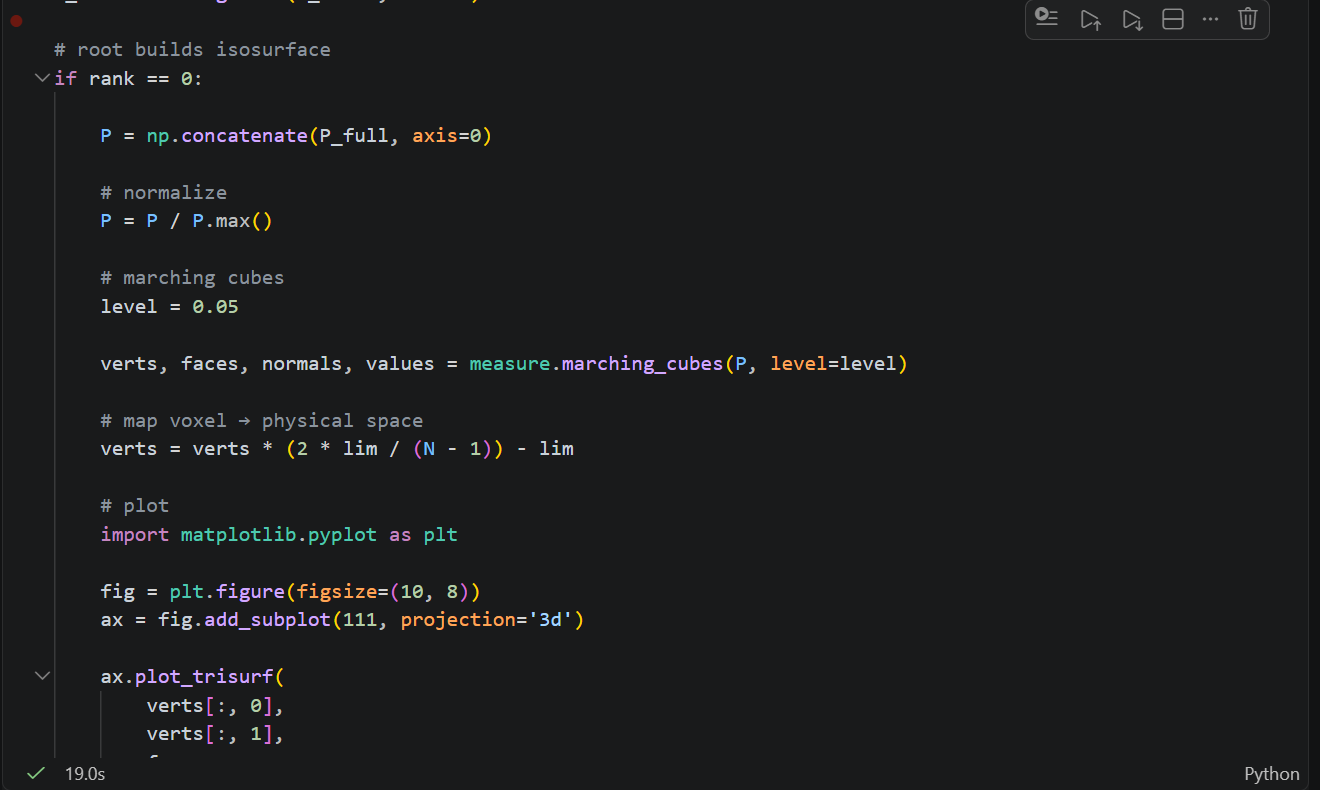 # root builds isosurface
if rank == 0:
P = np.concatenate(P_full, axis=0)
# normalize
P = P / P.max()
# marching cubes
level = 0.05
verts, faces, normals, values = measure.marching_cubes(P, level=level)
# map voxel → physical space
verts = verts * (2 * lim / (N - 1)) - lim
# plot
import matplotlib.pyplot as plt
fig = plt.figure(figsize=(10, 8))
ax = fig.add_subplot(111, projection='3d')
ax.plot_trisurf(
verts[:, 0],
verts[:, 1],
19.0s
Python